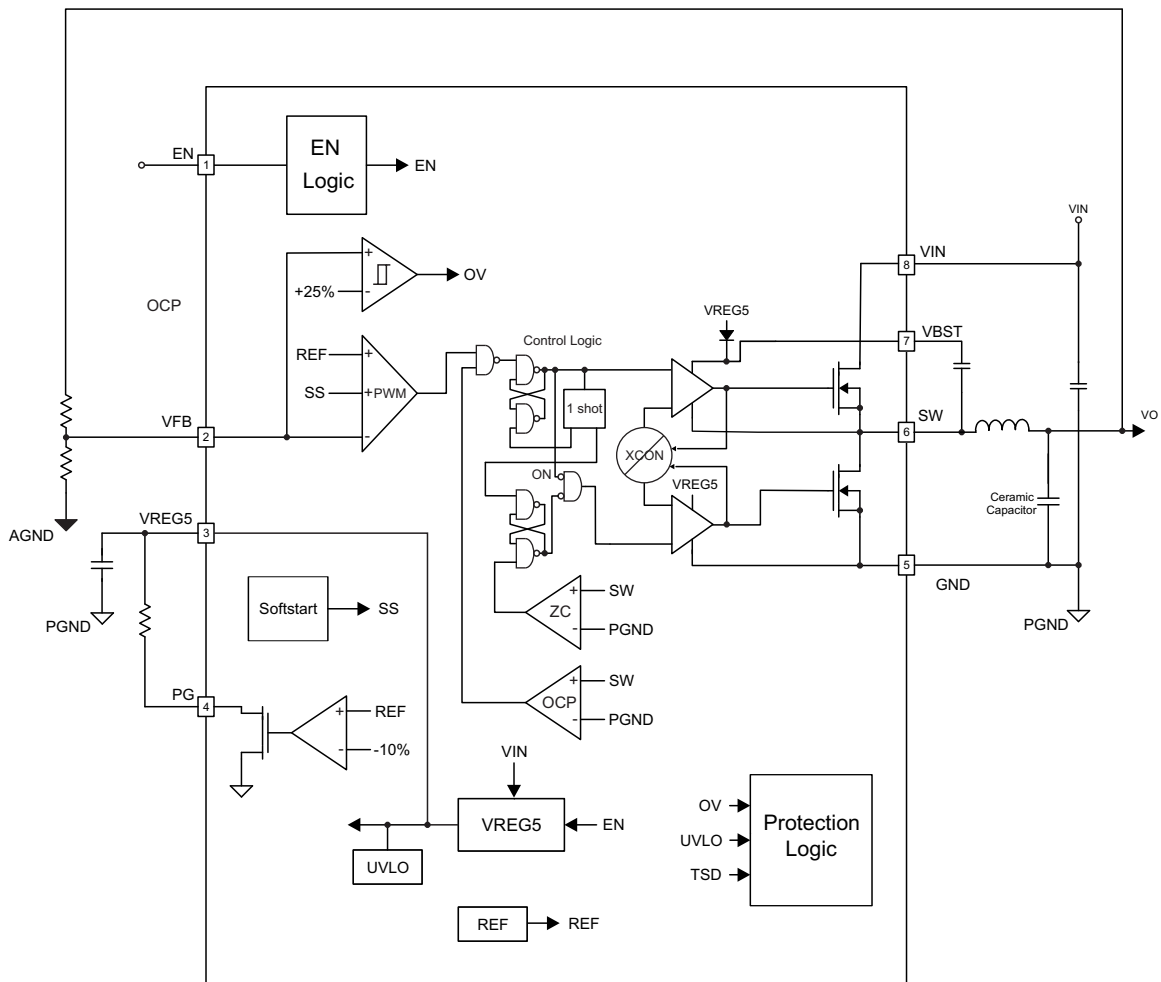 EN
1
EN
Logic
EN
VIN
VIN
8
OCP
+
+25%
-
OV
VREG5
VBST
7
Control Logic
REF
+
SS
+
PWM
-
1 shot
VFB
2
SW
6
VO
XCON
ON
VREG5
Ceramic
Capacitor
AGND
VREG5
3
5
GND
PGND
Softstart
SS
+
SW
ZC
-
PGND
PGND
PG
4
+
REF
-
-10%
+
SW
OCP
-
PGND
VIN
VREG5
EN
UVLO
OV
UVLO
TSD
Protection
Logic
REF
REF